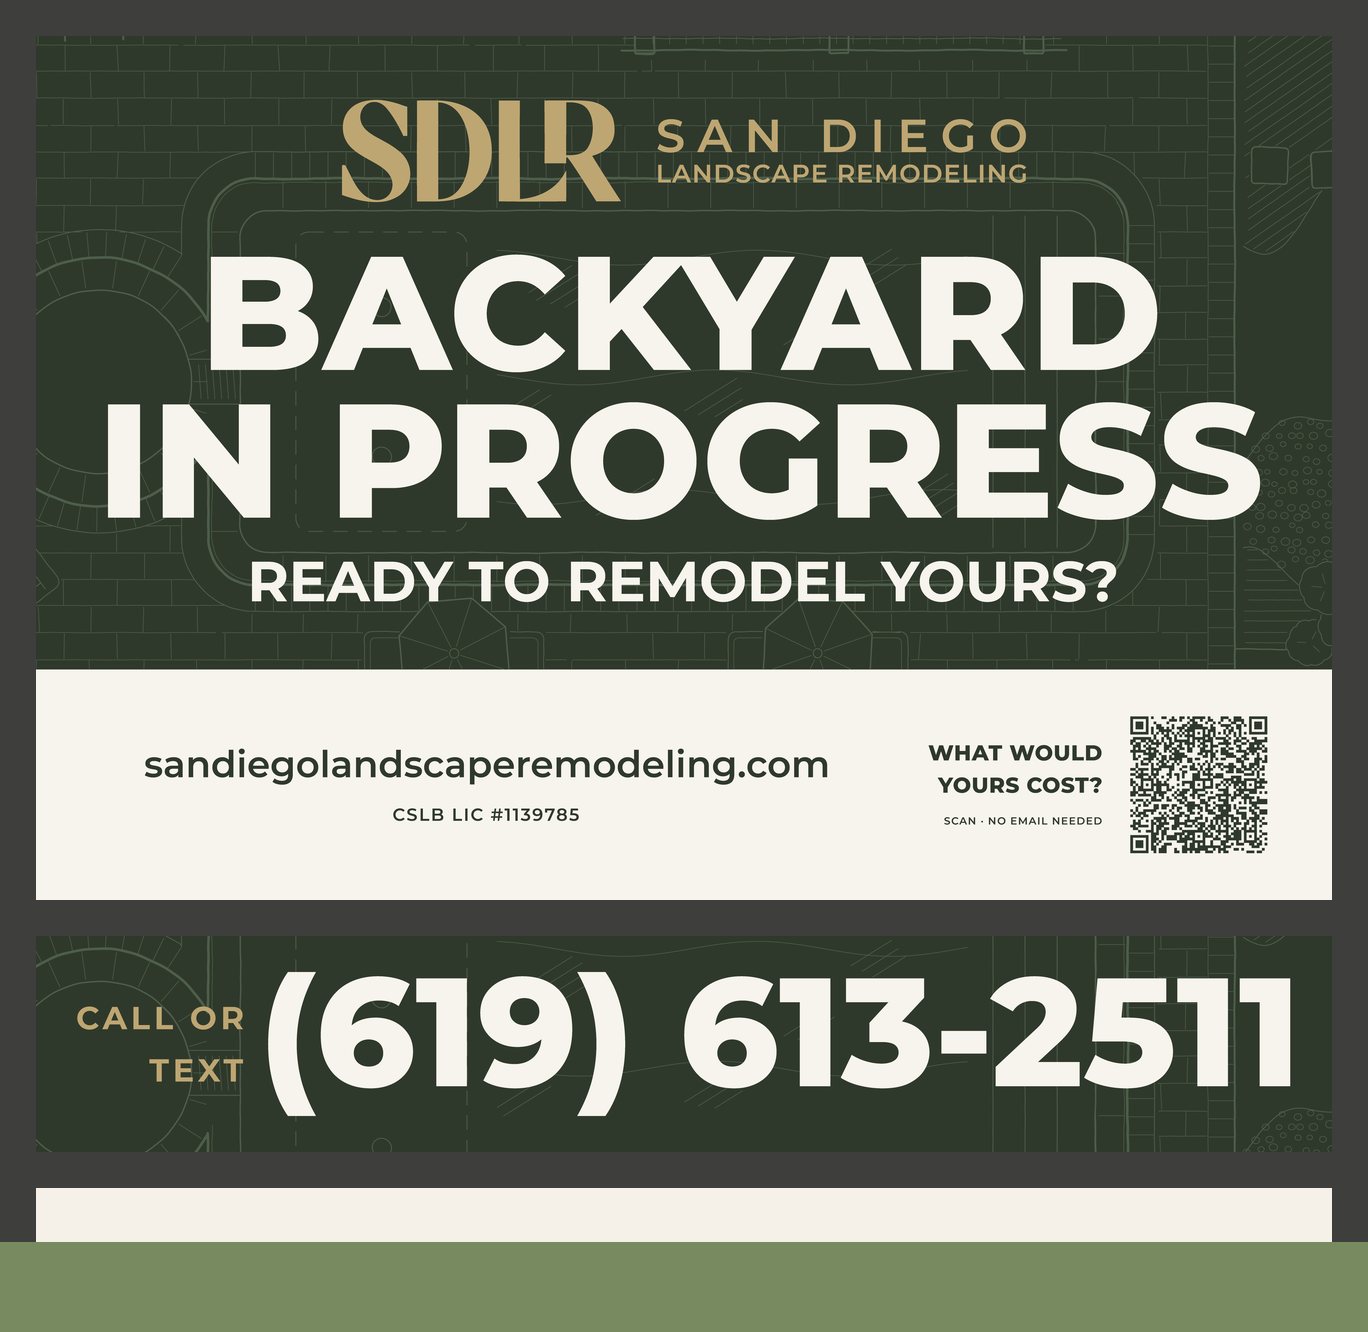 SDLR
SAN DIEGO
LANDSCAPE REMODELING
BACKYARD
IN PROGRESS
READY TO REMODEL YOURS?
sandiegolandscaperemodeling.com
CSLB LIC #1139785
WHAT WOULD
YOURS COST?
SCAN · NO EMAIL NEEDED
CALL OR
TEXT
(619) 613-2511